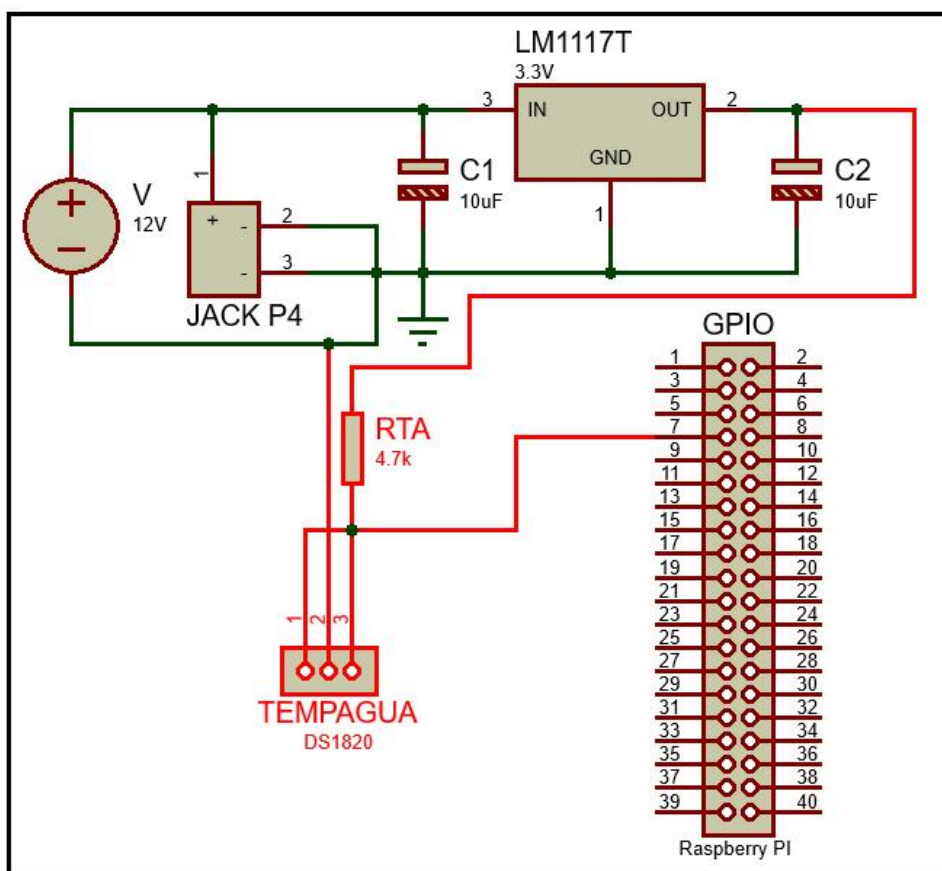 LM1117T
3.3V
3 IN OUT 2
GND
1
V
12V
1
+ - 2
- 3
JACK P4
C1
10uF
C2
10uF
RTA
4.7k
1 2 3
TEMPAGUA
DS1820
GPIO
1 2
3 4
5 6
7 8
9 10
11 12
13 14
15 16
17 18
19 20
21 22
23 24
25 26
27 28
29 30
31 32
33 34
35 36
37 38
39 40
Raspberry PI